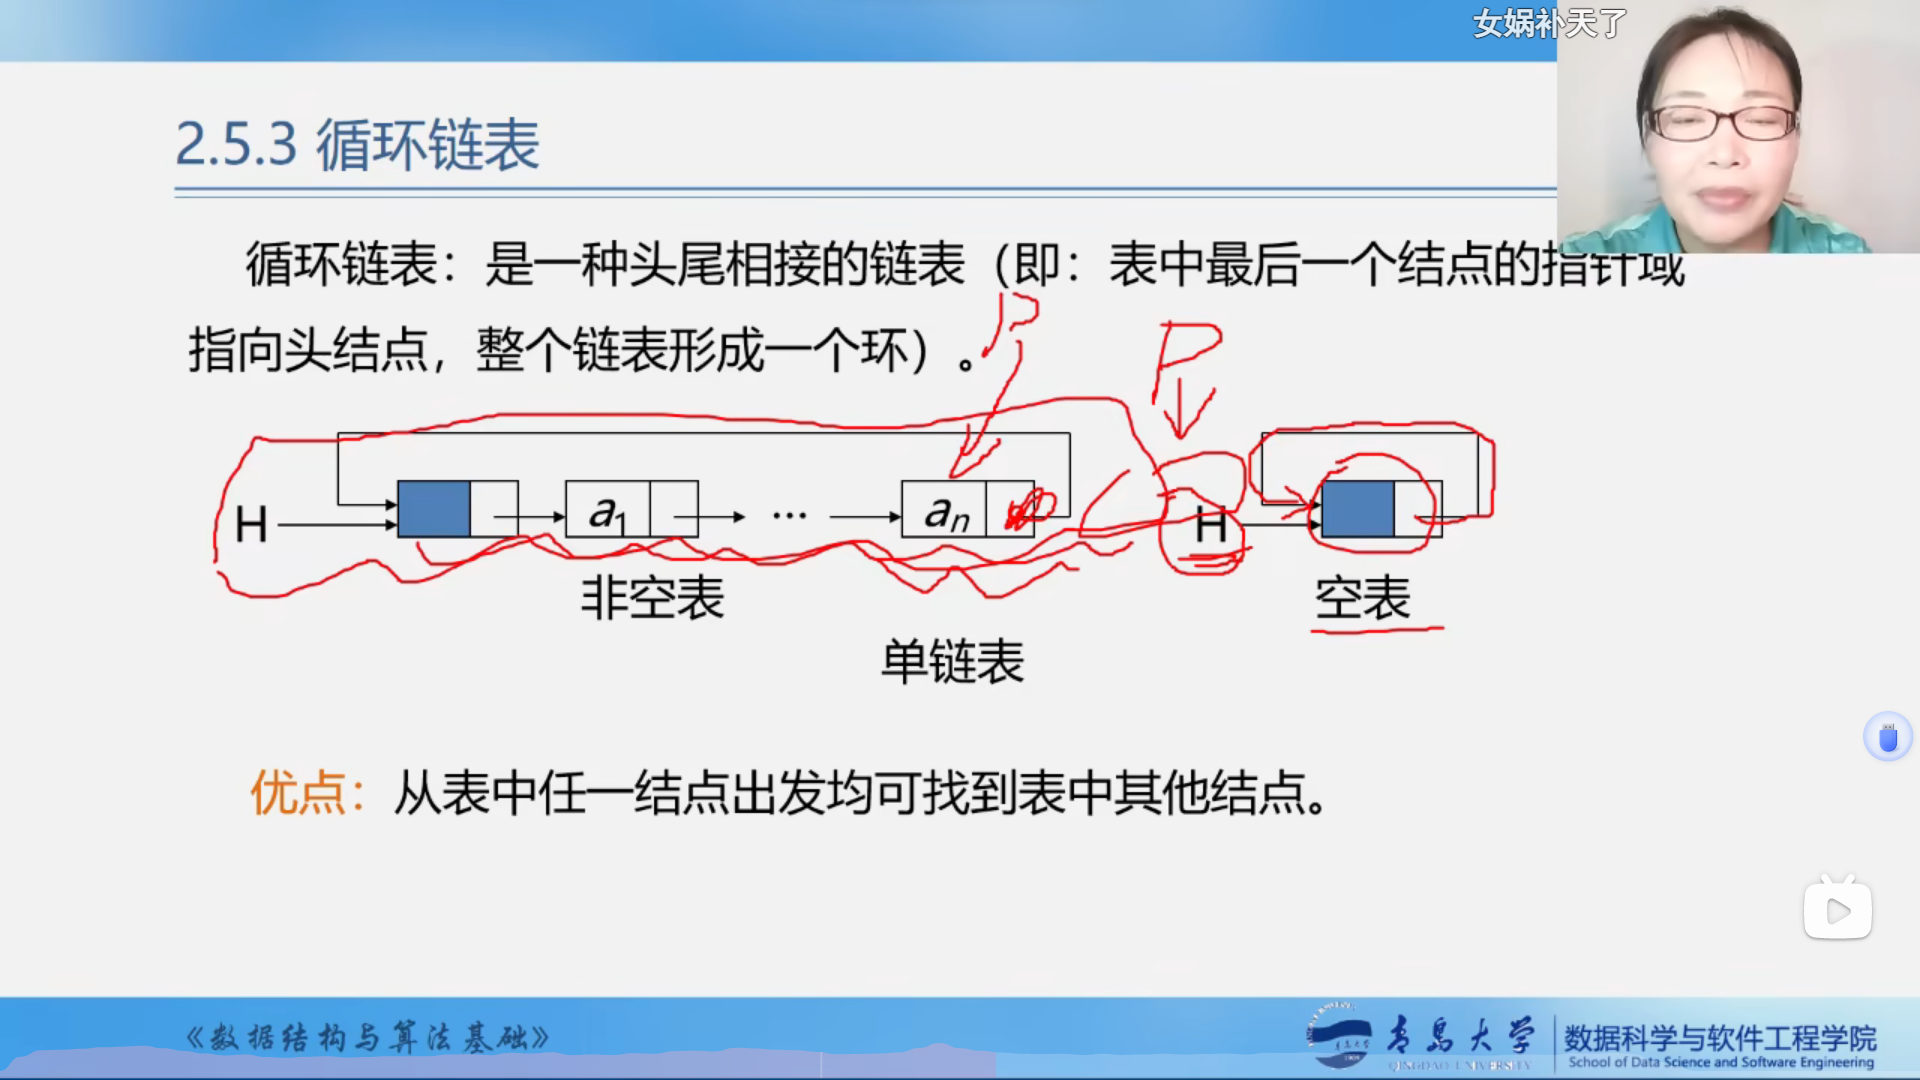 女娲补天了
2.5.3 循环链表
循环链表：是一种头尾相接的链表（即：表中最后一个结点的指针域
指向头结点，整个链表形成一个环）。
P
P
H a1 ··· an H
非空表 空表
单链表
优点：从表中任一结点出发均可找到表中其他结点。
《数据结构与算法基础》
青岛大学
QINGDAO UNIVERSITY
数据科学与软件工程学院
School of Data Science and Software Engineering